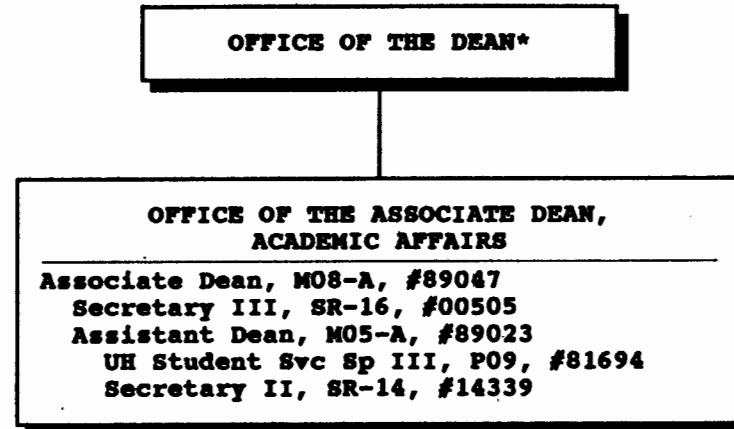 OFFICE OF THE DEAN*
OFFICE OF THE ASSOCIATE DEAN,
ACADEMIC AFFAIRS
Associate Dean, M08-A, #89047
Secretary III, SR-16, #00505
Assistant Dean, M05-A, #89023
UH Student Svc Sp III, P09, #81694
Secretary II, SR-14, #14339